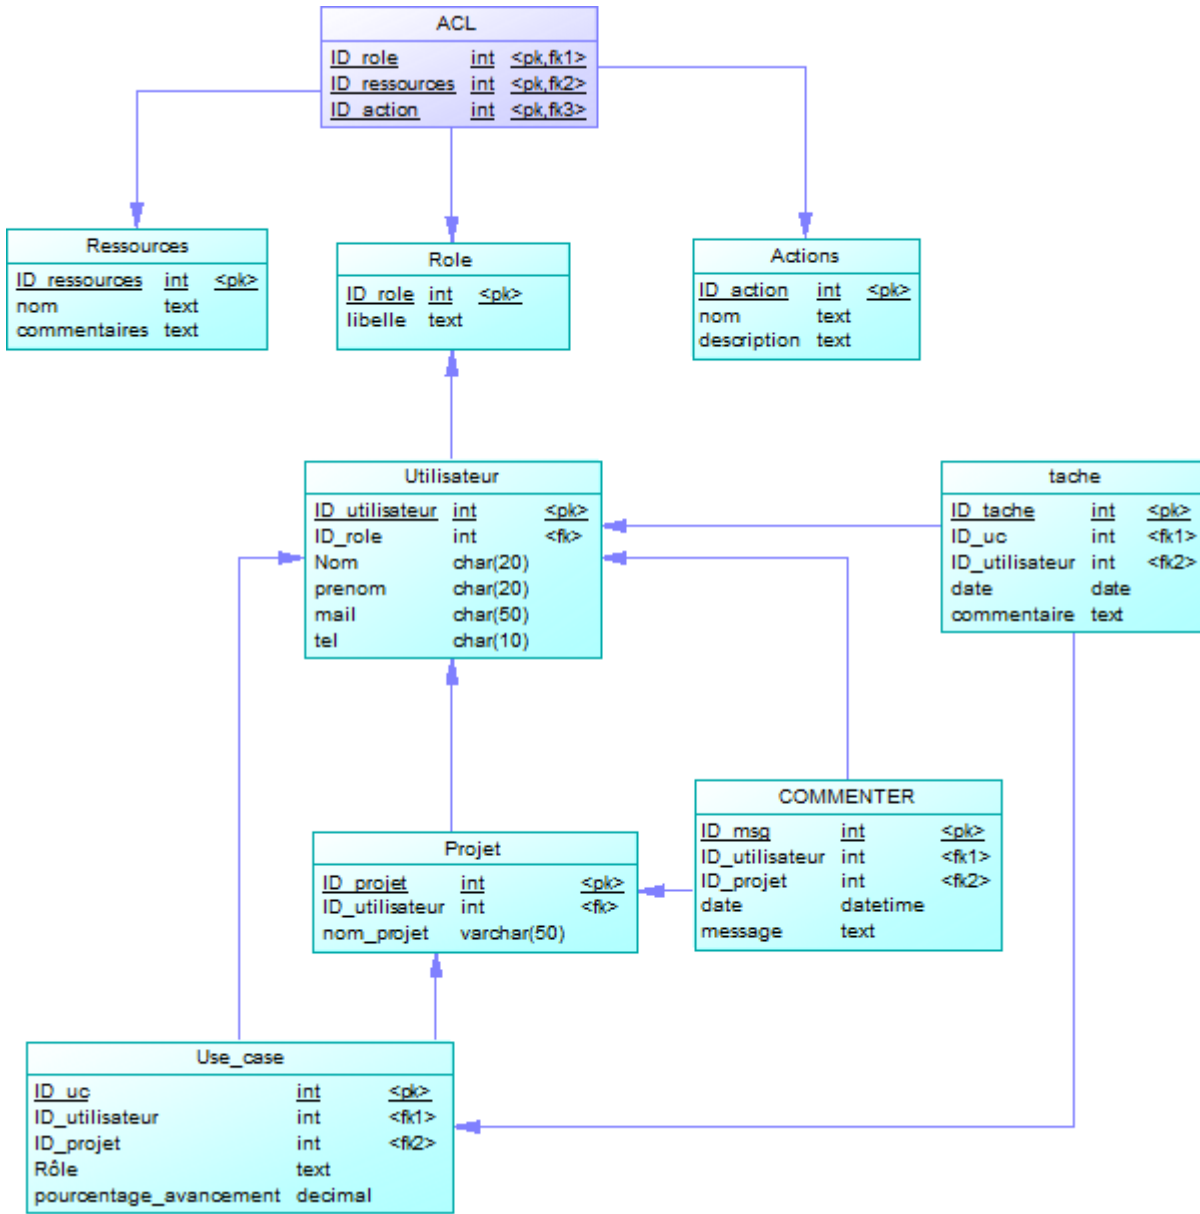 ACL
ID_role int <pk,fk1>
ID_ressources int <pk,fk2>
ID_action int <pk,fk3>
Ressources
ID_ressources int <pk>
nom text
commentaires text
Role
ID_role int <pk>
libelle text
Actions
ID_action int <pk>
nom text
description text
Utilisateur
ID_utilisateur int <pk>
ID_role int <fk>
Nom char(20)
prenom char(20)
mail char(50)
tel char(10)
tache
ID_tache int <pk>
ID_uc int <fk1>
ID_utilisateur int <fk2>
date date
commentaire text
COMMENTER
ID_msg int <pk>
ID_utilisateur int <fk1>
ID_projet int <fk2>
date datetime
message text
Projet
ID_projet int <pk>
ID_utilisateur int <fk>
nom_projet varchar(50)
Use_case
ID_uc int <pk>
ID_utilisateur int <fk1>
ID_projet int <fk2>
Rôle text
pourcentage_avancement decimal